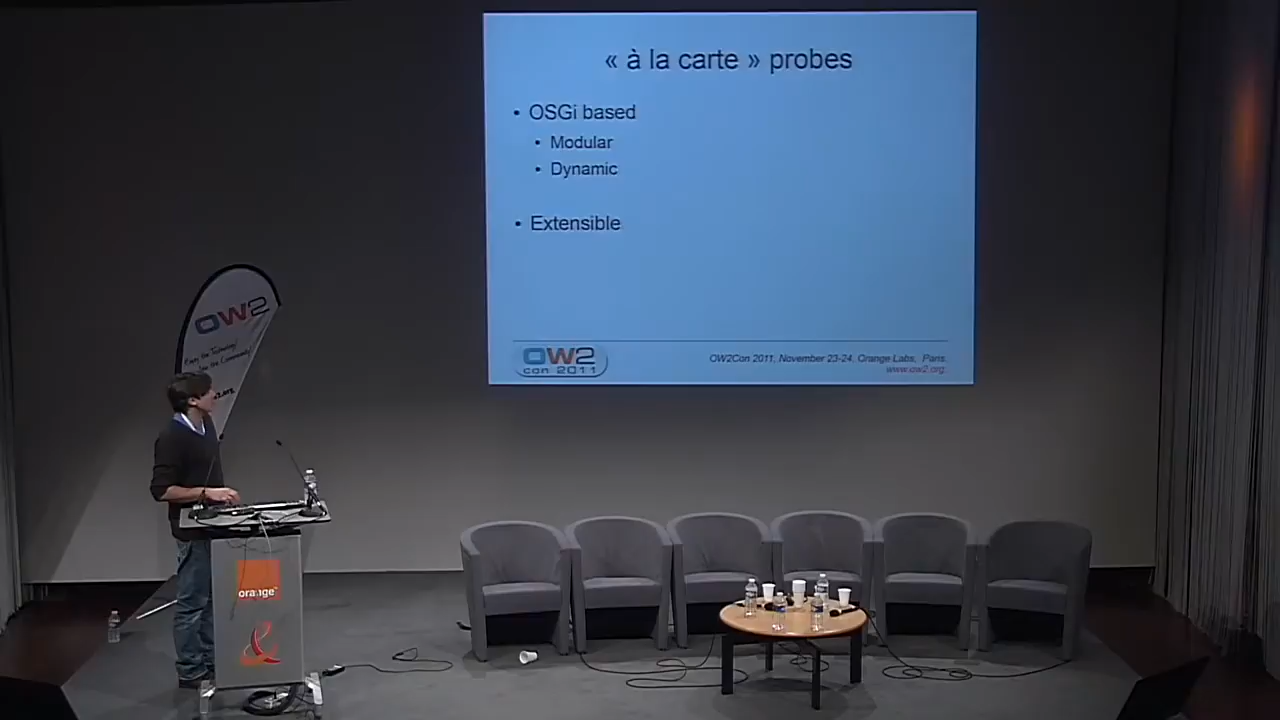 « à la carte » probes
• OSGi based
• Modular
• Dynamic
• Extensible
OW2
con 2011
OW2Con 2011, November 23-24, Orange Labs, Paris.
www.ow2.org.
OW2
orange™